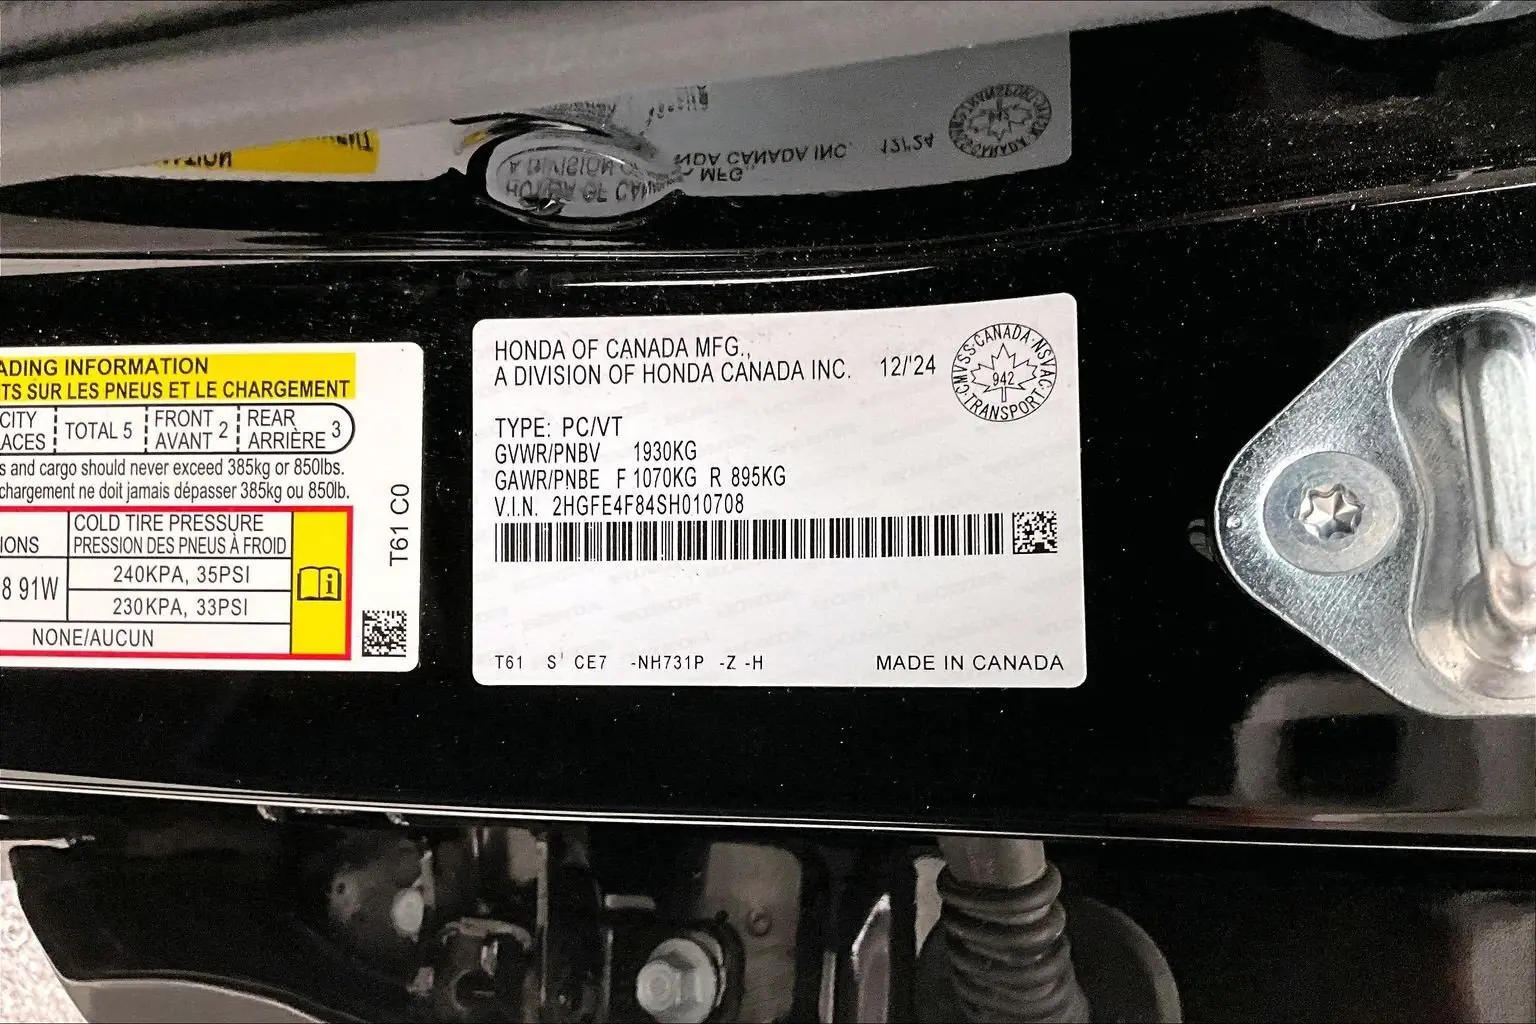 ADING INFORMATION
TS SUR LES PNEUS ET LE CHARGEMENT
CITY
ACES
TOTAL 5
FRONT
AVANT 2
REAR
ARRIÈRE 3
s and cargo should never exceed 385kg or 850lbs.
chargement ne doit jamais dépasser 385kg ou 850lb.
IONS
COLD TIRE PRESSURE
PRESSION DES PNEUS À FROID
8 91W
240KPA, 35PSI
230KPA, 33PSI
NONE/AUCUN
T61 C0
HONDA OF CANADA MFG.,
A DIVISION OF HONDA CANADA INC. 12/'24
CMVSS·CANADA·NSVAC·TRANSPORT·
942
TYPE: PC/VT
GVWR/PNBV 1930KG
GAWR/PNBE F 1070KG R 895KG
V.I.N. 2HGFE4F84SH010708
T61 S' CE7 -NH731P -Z -H
MADE IN CANADA